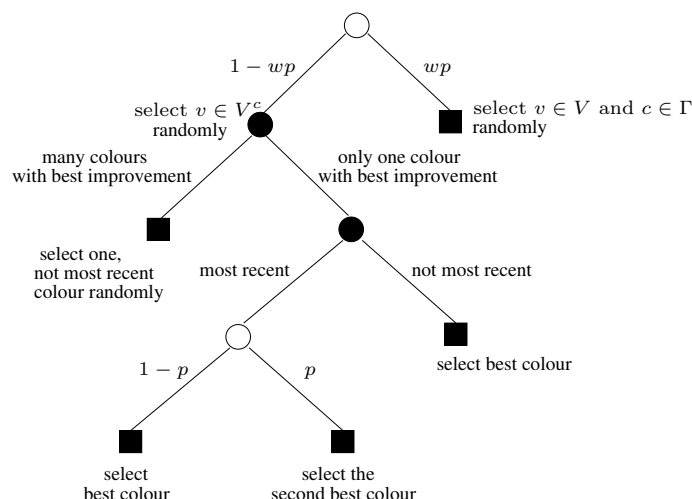 1 − wp
wp
select v ∈ V^c
randomly
select v ∈ V and c ∈ Γ
randomly
many colours
with best improvement
only one colour
with best improvement
select one,
not most recent
colour randomly
most recent
not most recent
select best colour
1 − p
p
select
best colour
select the
second best colour